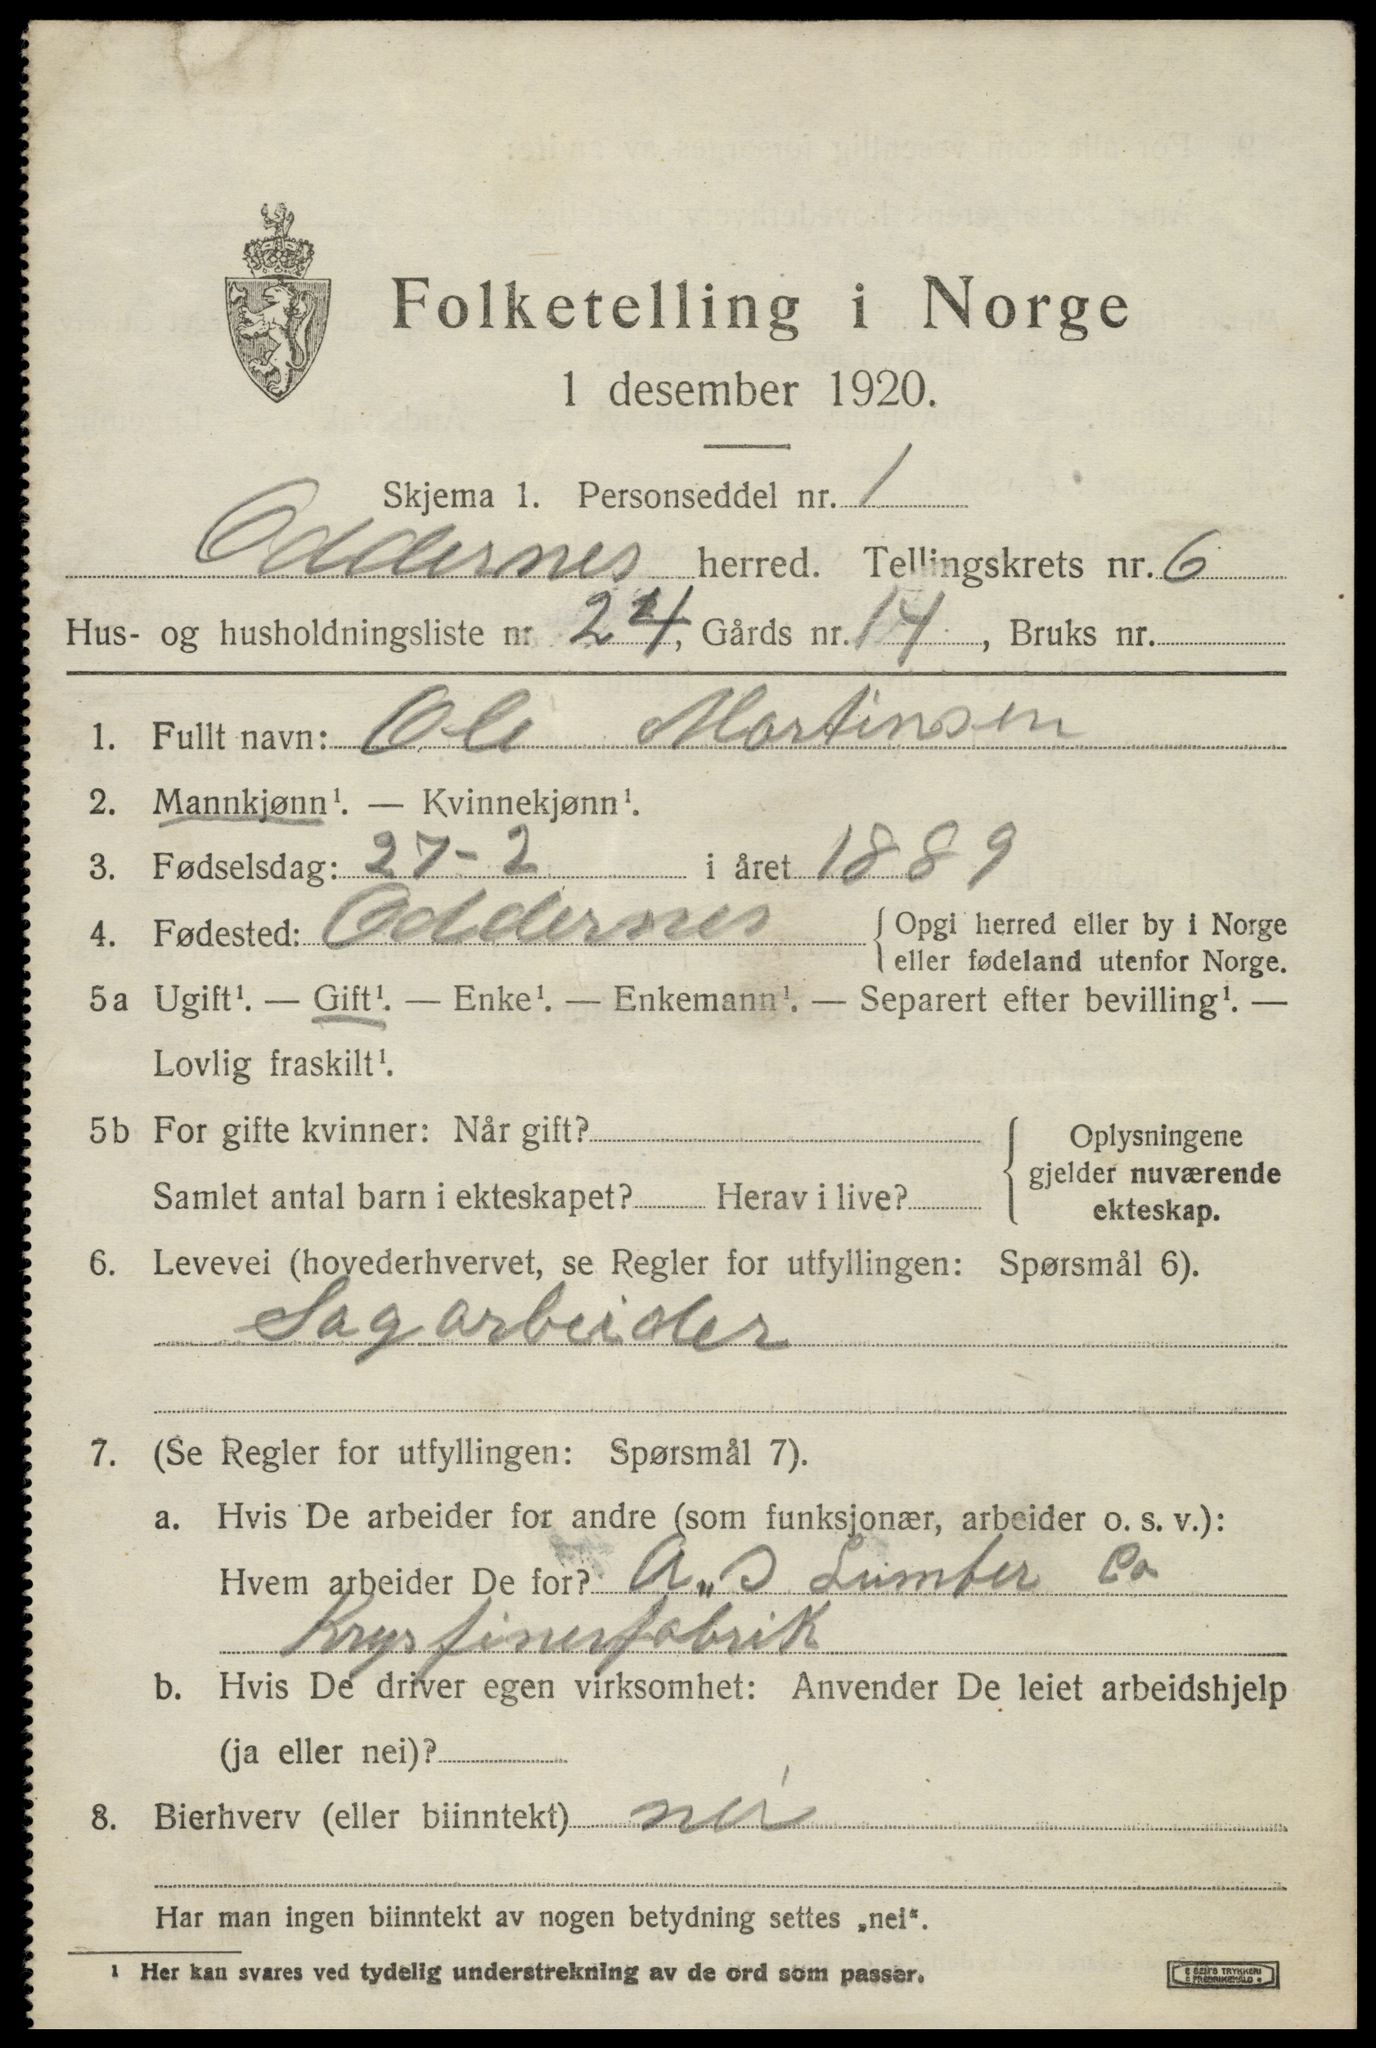 Folketelling i Norge
1 desember 1920.
Skjema 1. Personseddel nr. 1
Oddernes herred. Tellingskrets nr. 6
Hus- og husholdningsliste nr 24, Gårds nr. 14, Bruks nr.
1. Fullt navn: Ole Martinsen
2. Mannkjønn¹. — Kvinnekjønn¹.
3. Fødselsdag: 27-2 i året 1889
4. Fødested: Oddernes { Opgi herred eller by i Norge
eller fødeland utenfor Norge.
5a Ugift¹. — Gift¹. — Enke¹. — Enkemann¹. — Separert efter bevilling¹. —
Lovlig fraskilt¹.
5b For gifte kvinner: Når gift?
Samlet antal barn i ekteskapet? Herav i live?
{ Oplysningene
gjelder nuværende
ekteskap.
6. Levevei (hovederhvervet, se Regler for utfyllingen: Spørsmål 6).
Sagarbeider
7. (Se Regler for utfyllingen: Spørsmål 7).
a. Hvis De arbeider for andre (som funksjonær, arbeider o. s. v.):
Hvem arbeider De for? A„S Lumber Co
Krysfinerfabrik
b. Hvis De driver egen virksomhet: Anvender De leiet arbeidshjelp
(ja eller nei)?
8. Bierhverv (eller biinntekt) nei
Har man ingen biinntekt av nogen betydning settes „nei".
¹ Her kan svares ved tydelig understrekning av de ord som passer.
E SEM'S TRYKKERI
FREDRIKSHALD